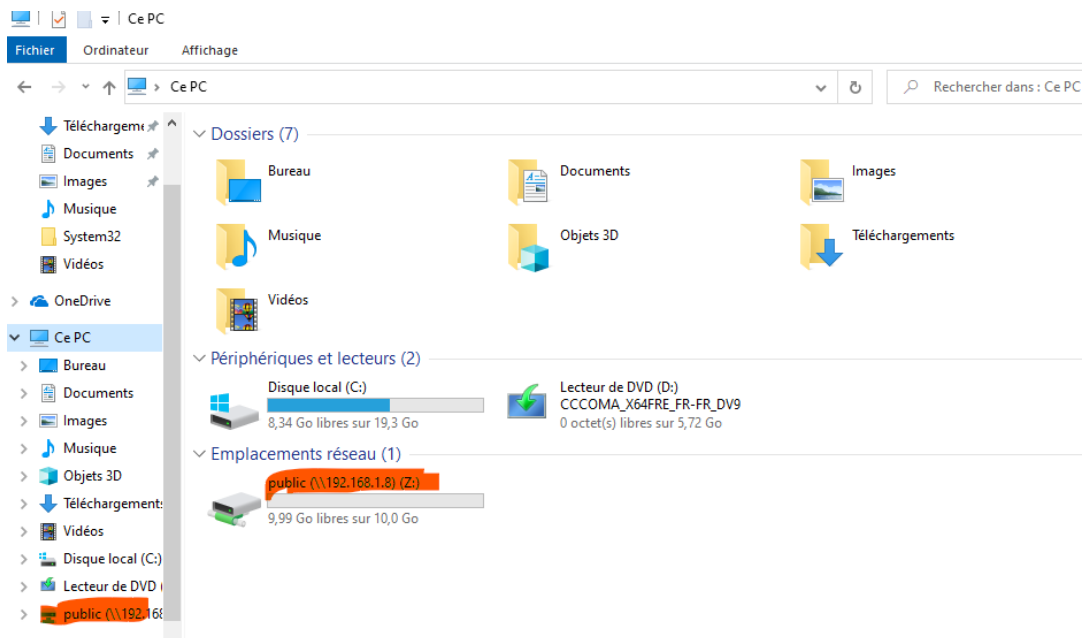 Ce PC
Fichier Ordinateur Affichage
Ce PC
Rechercher dans : Ce PC
Téléchargeme
Documents
Images
Musique
System32
Vidéos
OneDrive
Ce PC
Bureau
Documents
Images
Musique
Objets 3D
Téléchargements
Vidéos
Disque local (C:)
Lecteur de DVD (
public (\\192.168
Dossiers (7)
Bureau Documents Images
Musique Objets 3D Téléchargements
Vidéos
Périphériques et lecteurs (2)
Disque local (C:)
8,34 Go libres sur 19,3 Go
Lecteur de DVD (D:)
CCCOMA_X64FRE_FR-FR_DV9
0 octet(s) libres sur 5,72 Go
Emplacements réseau (1)
public (\\192.168.1.8) (Z:)
9,99 Go libres sur 10,0 Go